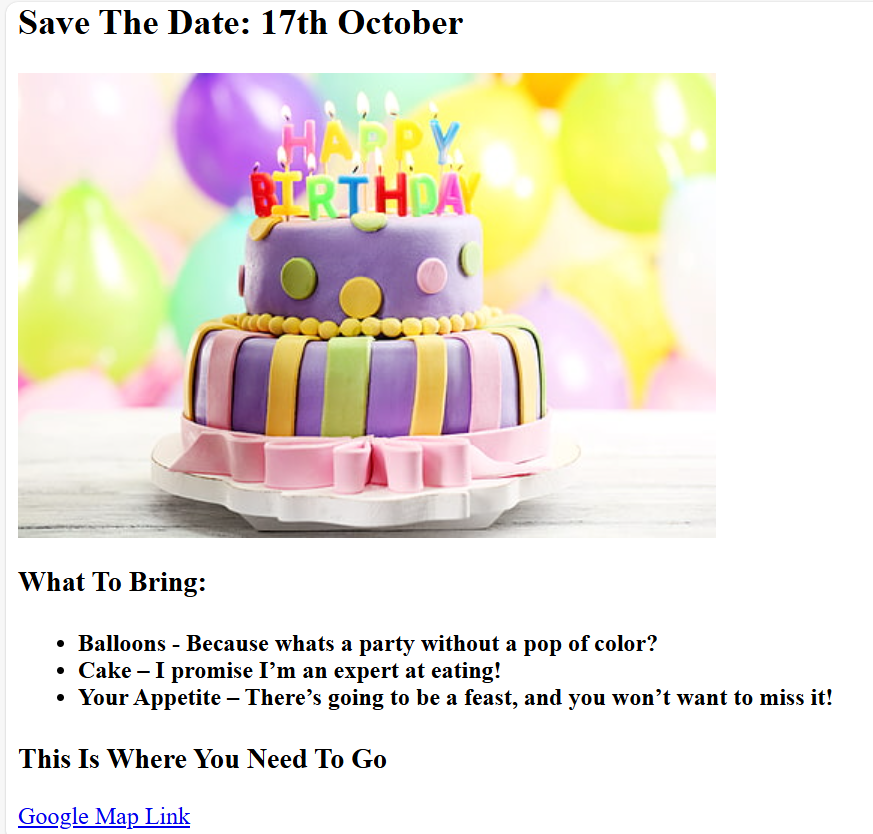 Save The Date: 17th October
HAPPY
BIRTHDAY
What To Bring:
• Balloons - Because whats a party without a pop of color?
• Cake – I promise I’m an expert at eating!
• Your Appetite – There’s going to be a feast, and you won’t want to miss it!
This Is Where You Need To Go
Google Map Link